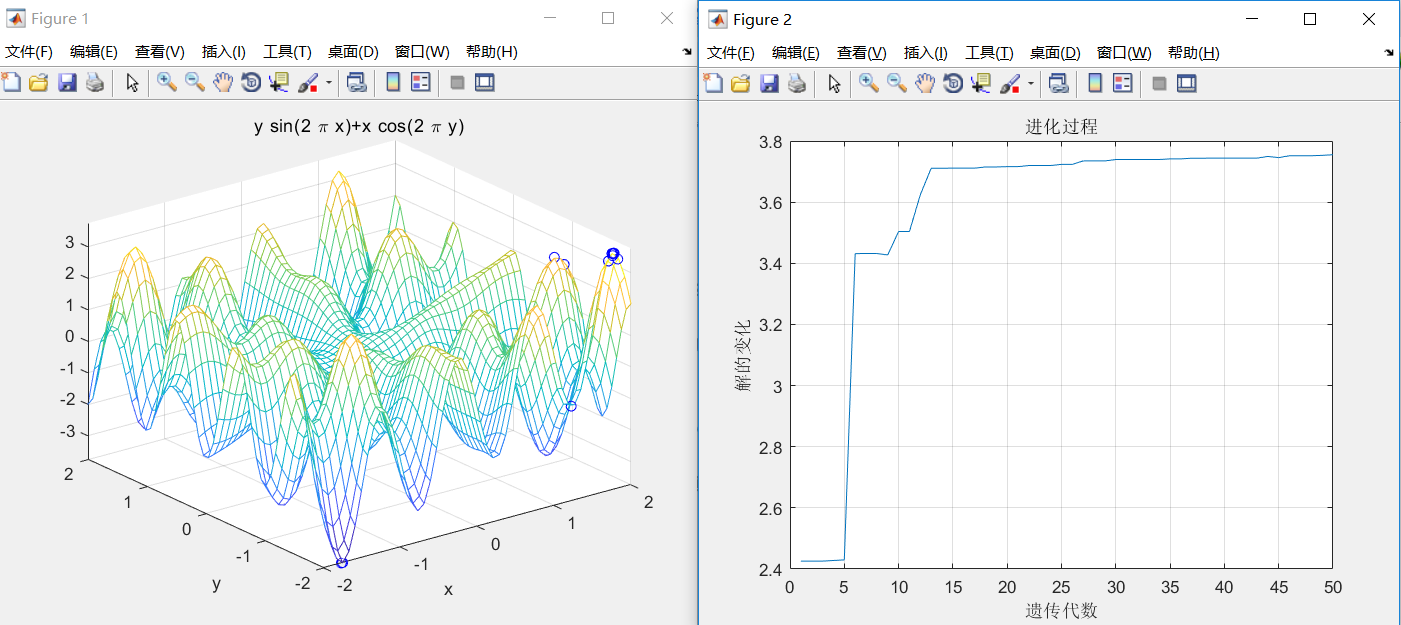 Figure 1
文件(F) 编辑(E) 查看(V) 插入(I) 工具(T) 桌面(D) 窗口(W) 帮助(H)
y sin(2 π x)+x cos(2 π y)
3
2
1
0
-1
-2
-3
2
1
0
-1
-2
y
-2
-1
0
1
2
x
Figure 2
文件(F) 编辑(E) 查看(V) 插入(I) 工具(T) 桌面(D) 窗口(W) 帮助(H)
进化过程
3.8
3.6
3.4
3.2
3
2.8
2.6
2.4
解的变化
0 5 10 15 20 25 30 35 40 45 50
遗传代数